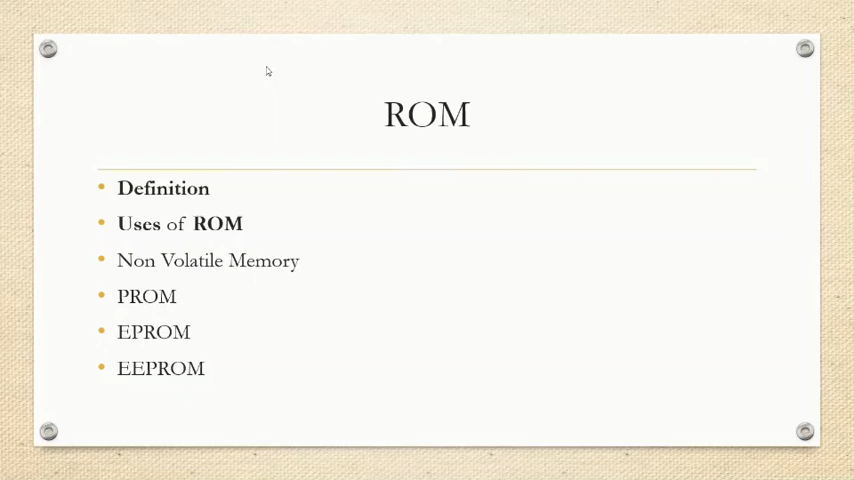 ROM
Definition
Uses of ROM
Non Volatile Memory
PROM
EPROM
EEPROM